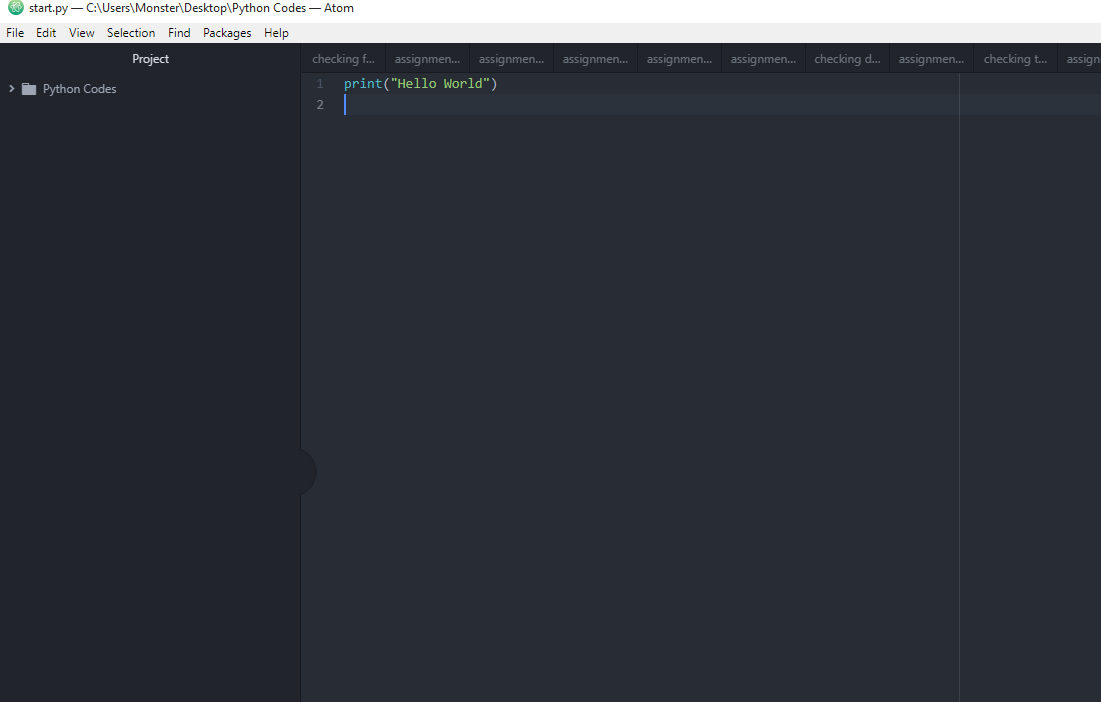 start.py — C:\Users\Monster\Desktop\Python Codes — Atom
File Edit View Selection Find Packages Help
Project
Python Codes
checking f... assignmen... assignmen... assignmen... assignmen... assignmen... checking d... assignmen... checking t... assign
1 print("Hello World")
2